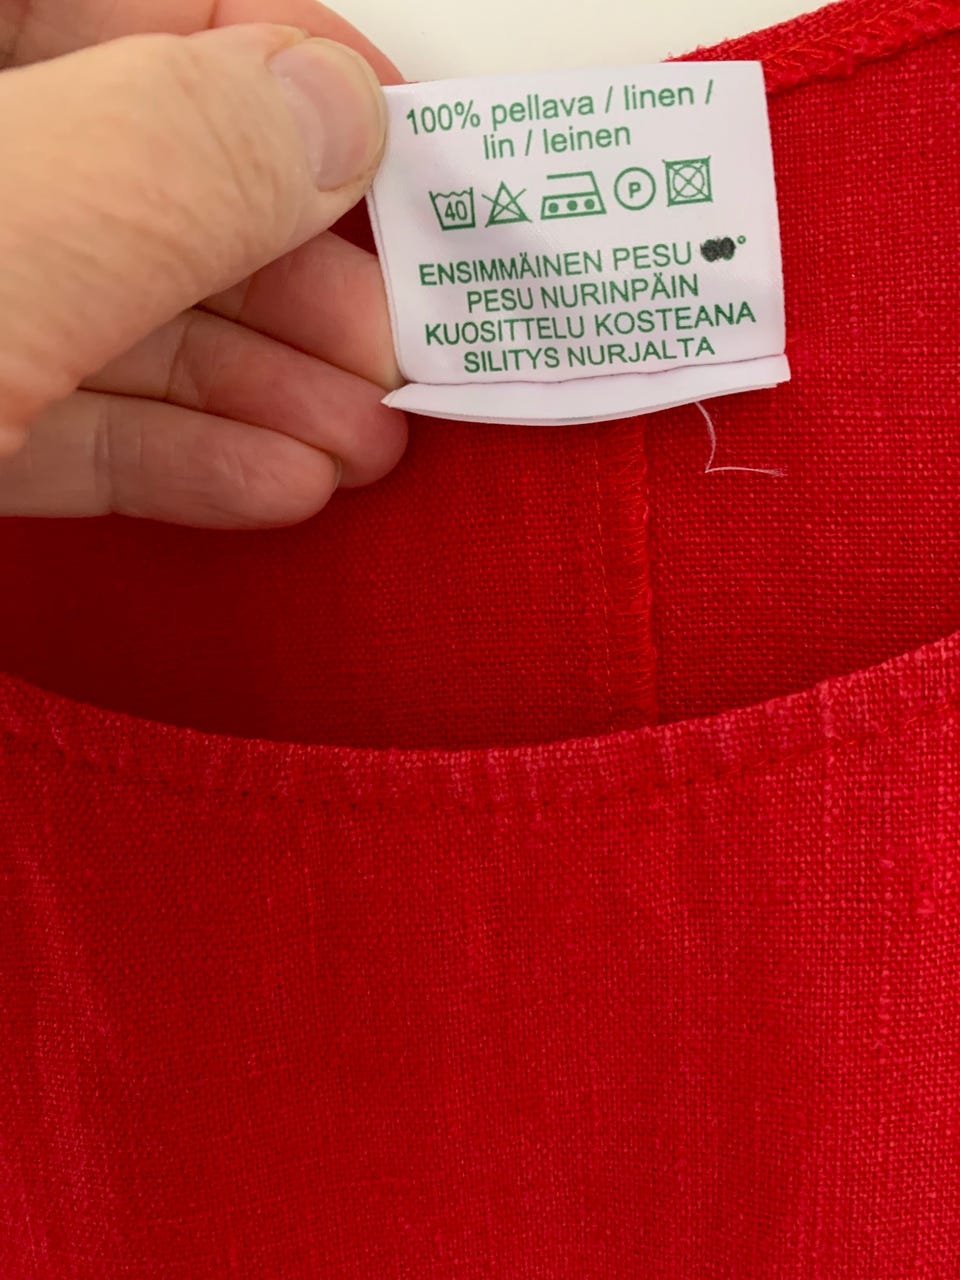 100% pellava / linen /
lin / leinen
40 P
ENSIMMÄINEN PESU °
PESU NURINPÄIN
KUOSITTELU KOSTEANA
SILITYS NURJALTA